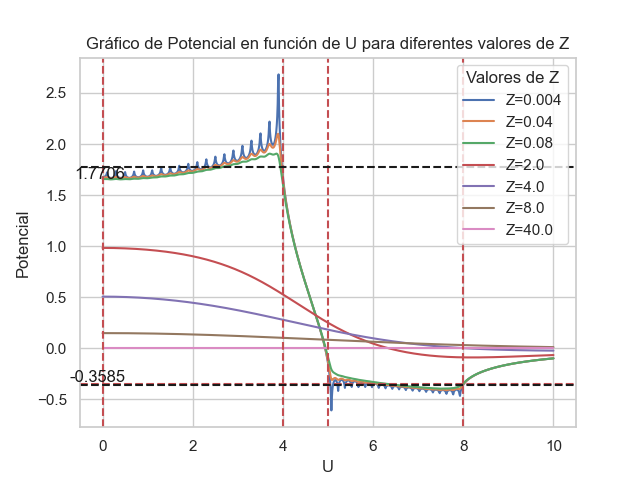 Gráfico de Potencial en función de U para diferentes valores de Z
Valores de Z
Z=0.004
Z=0.04
Z=0.08
Z=2.0
Z=4.0
Z=8.0
Z=40.0
Potencial
2.5
2.0
1.5
1.0
0.5
0.0
−0.5
1.7706
-0.3585
0
2
4
6
8
10
U